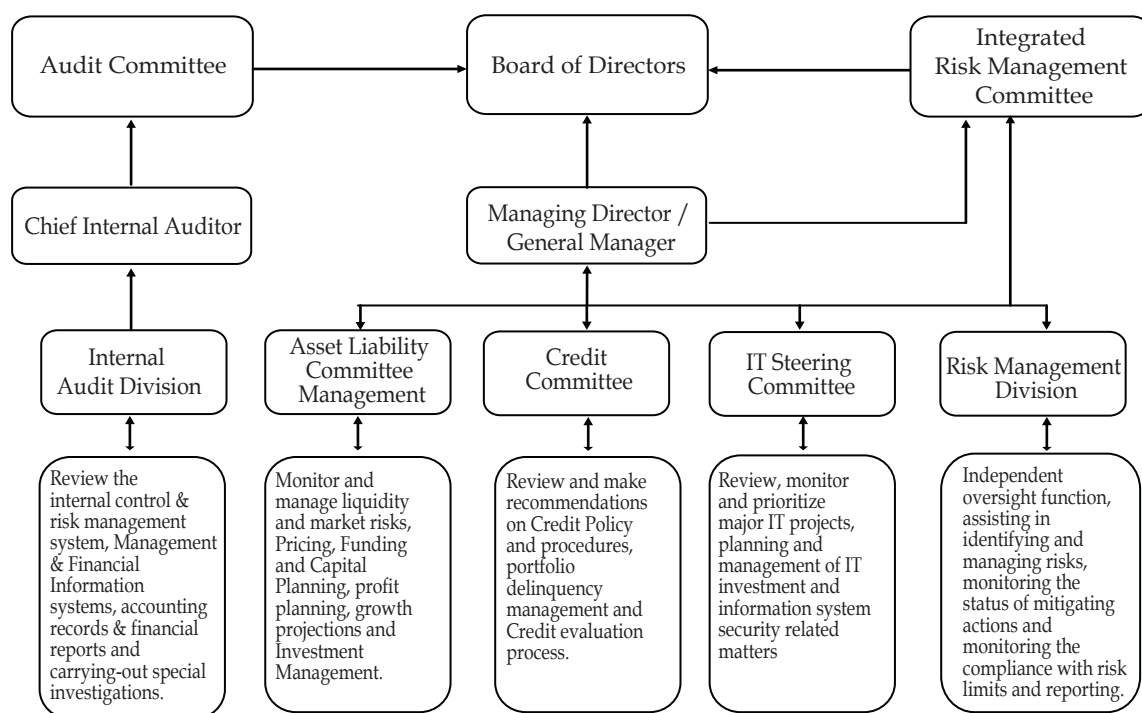 Audit Committee
Board of Directors
Integrated
Risk Management
Committee
Chief Internal Auditor
Managing Director /
General Manager
Internal
Audit Division
Asset Liability
Committee
Management
Credit
Committee
IT Steering
Committee
Risk Management
Division
Review the
internal control &
risk management
system, Management
& Financial
Information
systems, accounting
records & financial
reports and
carrying-out special
investigations.
Monitor and
manage liquidity
and market risks,
Pricing, Funding
and Capital
Planning, profit
planning, growth
projections and
Investment
Management.
Review and make
recommendations
on Credit Policy
and procedures,
portfolio
delinquency
management and
Credit evaluation
process.
Review, monitor
and prioritize
major IT projects,
planning and
management of IT
investment and
information system
security related
matters
Independent
oversight function,
assisting in
identifying and
managing risks,
monitoring the
status of mitigating
actions and
monitoring the
compliance with risk
limits and reporting.